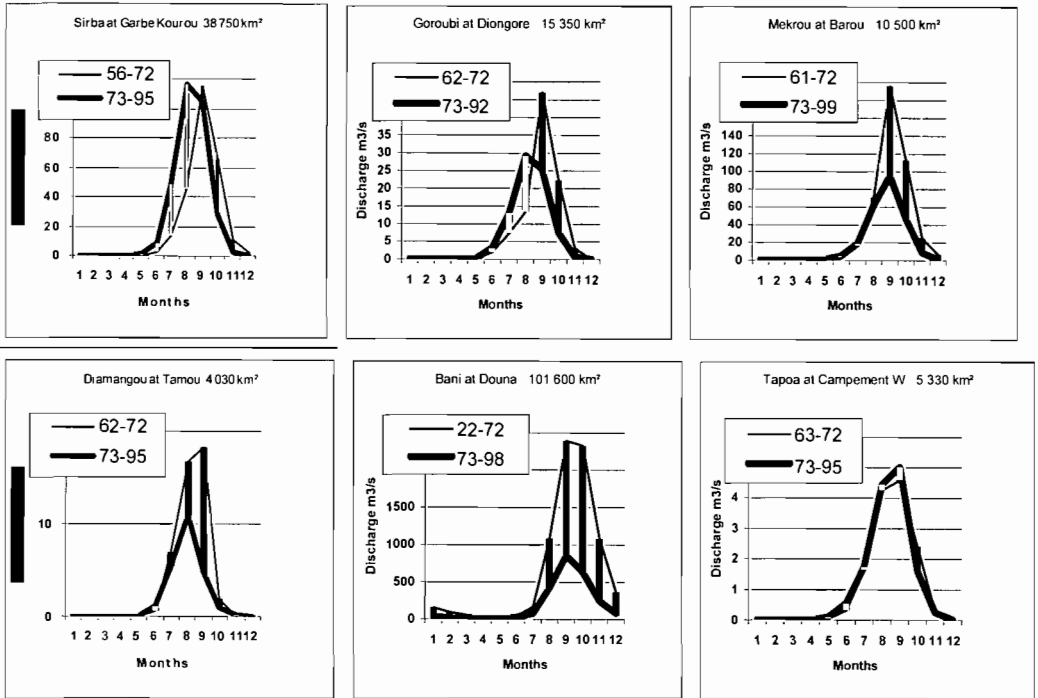 Sirba at Garbe Kourou 38 750 km²
56-72
73-95
80
60
40
20
0
1 2 3 4 5 6 7 8 9 10 11 12
Months
Goroubi at Diongore 15 350 km²
62-72
73-92
Discharge m3/s
35
30
25
20
15
10
5
0
1 2 3 4 5 6 7 8 9 10 11 12
Months
Mekrou at Barou 10 500 km²
61-72
73-99
Discharge m3/s
140
120
100
80
60
40
20
0
1 2 3 4 5 6 7 8 9 10 11 12
Months
Diamangou at Tamou 4 030 km²
62-72
73-95
10
0
1 2 3 4 5 6 7 8 9 10 11 12
Months
Bani at Douna 101 600 km²
22-72
73-98
Discharge m3/s
1500
1000
500
0
1 2 3 4 5 6 7 8 9 10 11 12
Months
Tapoa at Campement W 5 330 km²
63-72
73-95
Discharge m3/s
4
3
2
1
0
1 2 3 4 5 6 7 8 9 10 11 12
Months